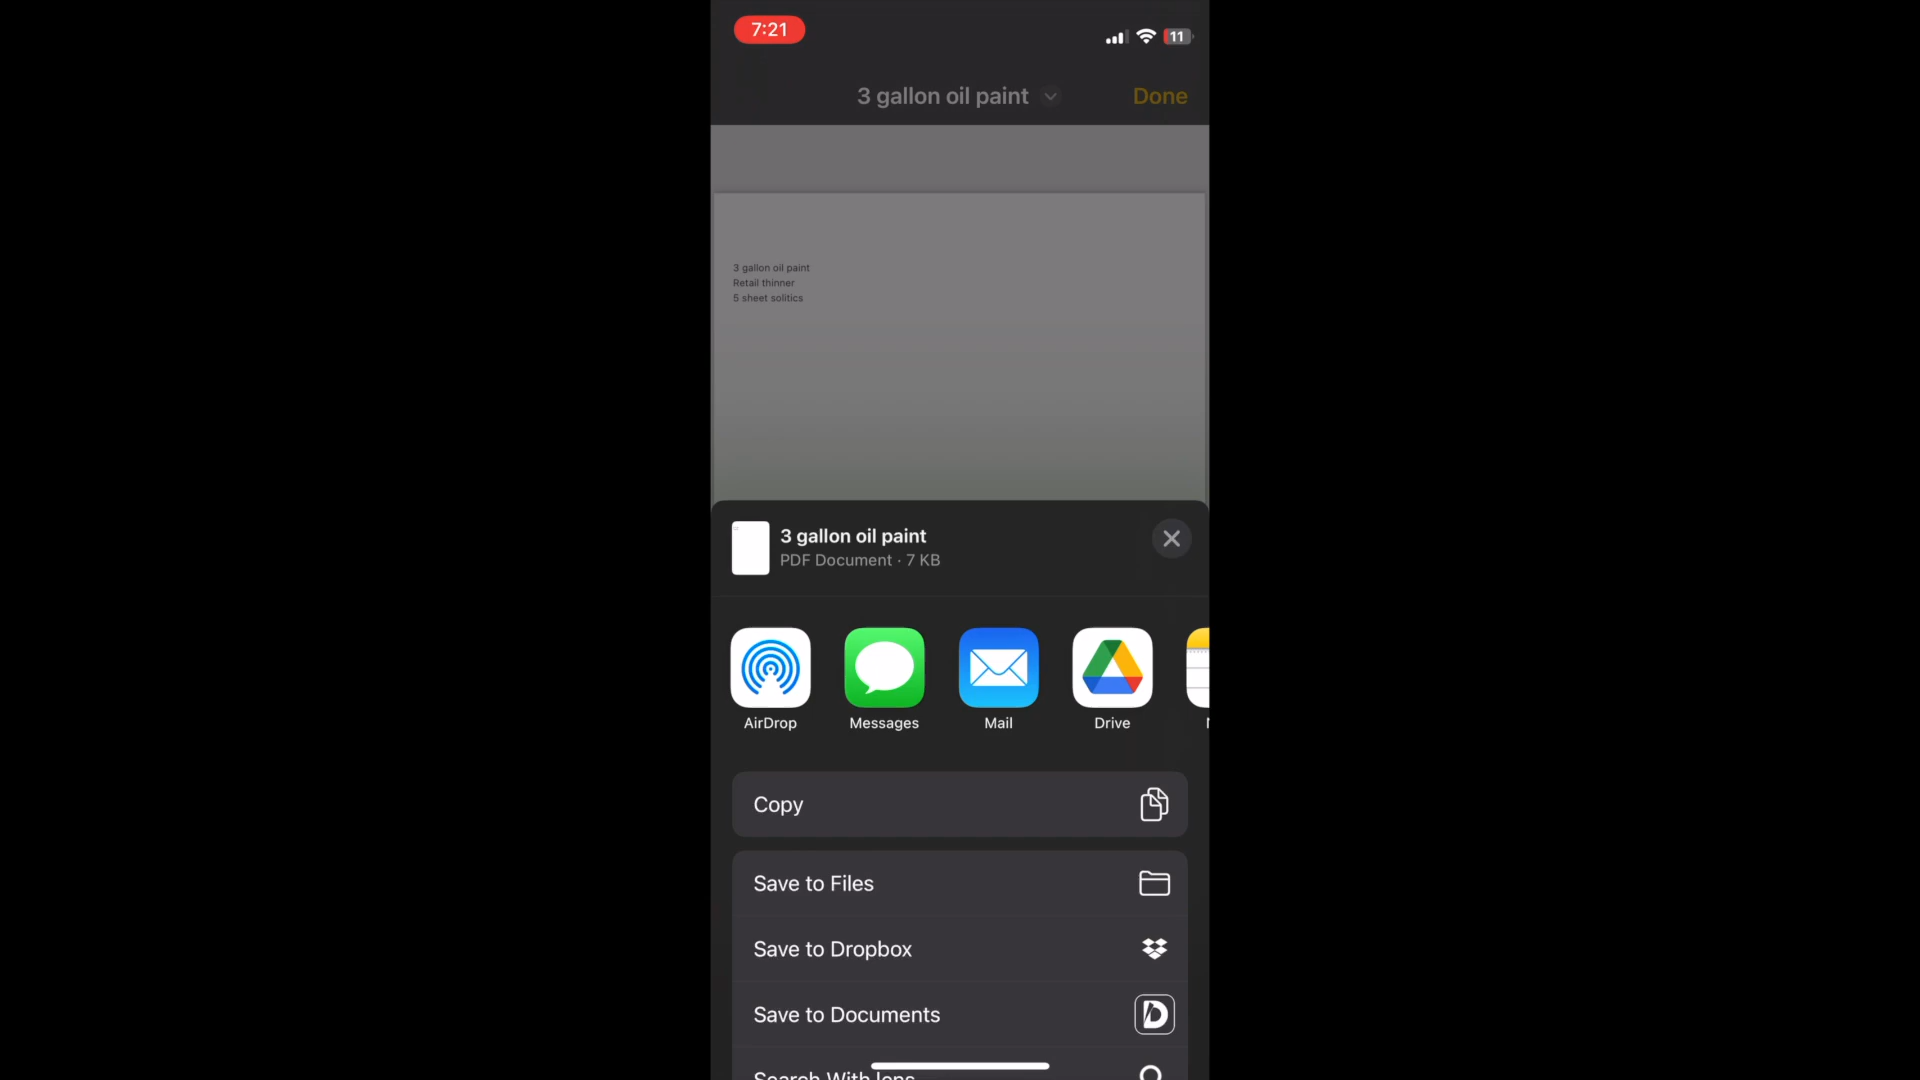 7:21
11
3 gallon oil paint
Done
3 gallon oil paint
Retail thinner
5 sheet solitics
3 gallon oil paint
PDF Document · 7 KB
AirDrop
Messages
Mail
Drive
Copy
Save to Files
Save to Dropbox
Save to Documents
Search With Lens